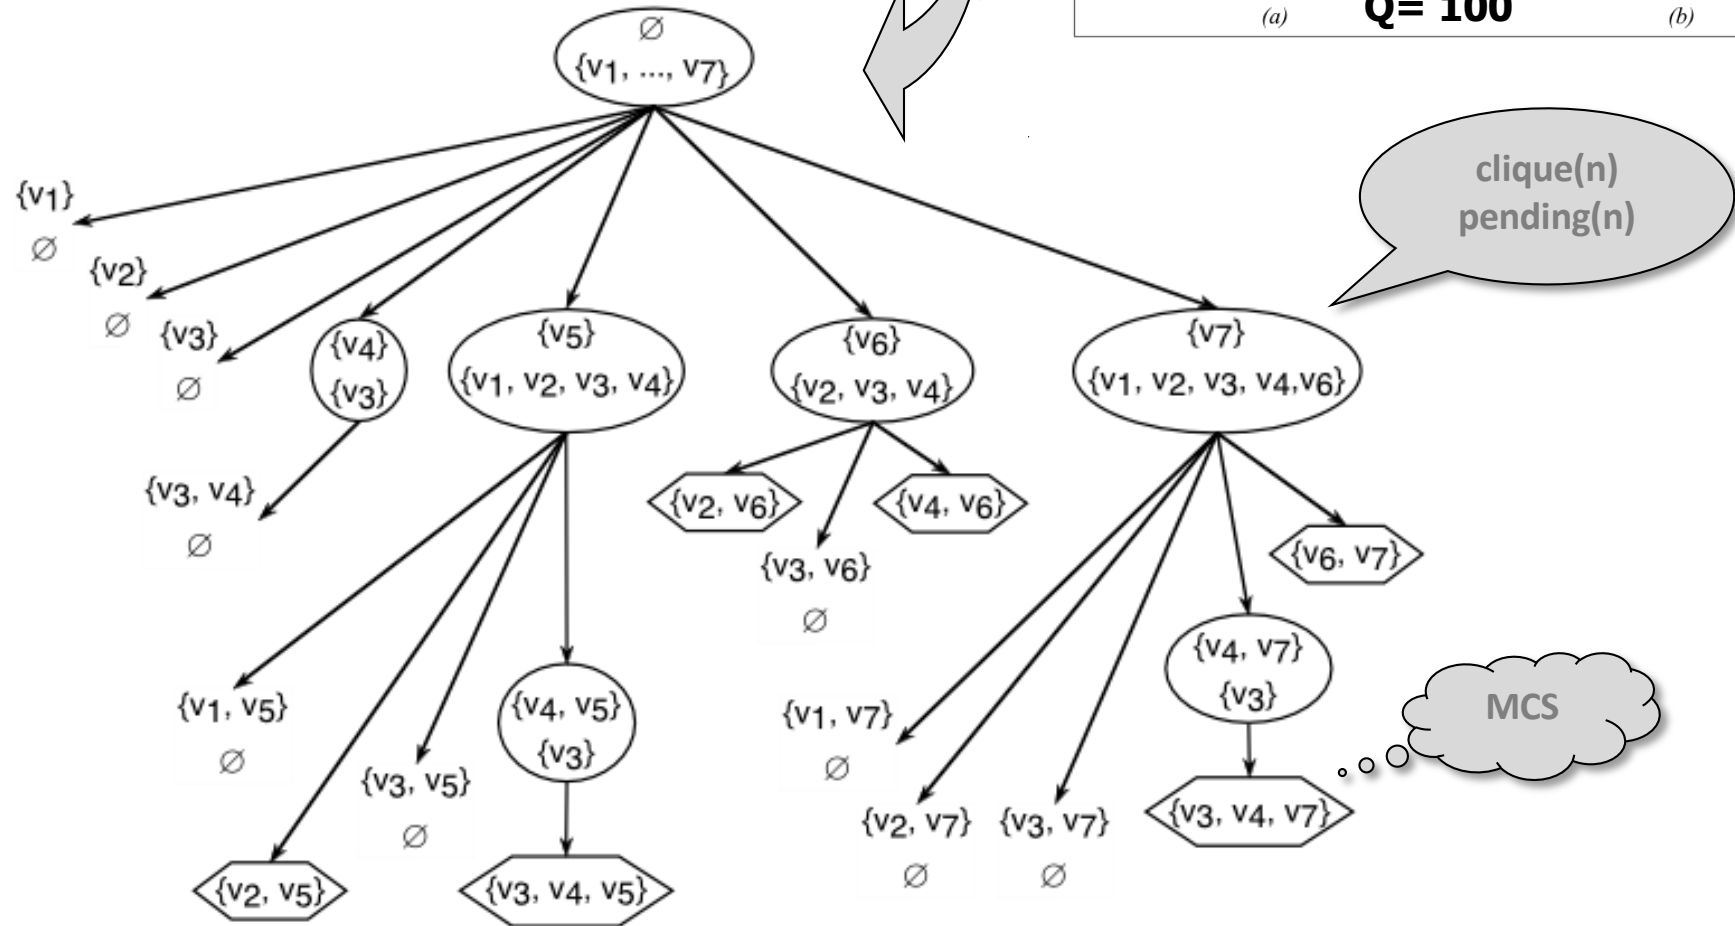 (a) Q= 100 (b)
∅
{v1, ..., v7}
clique(n)
pending(n)
{v1}
∅
{v2}
∅
{v3}
∅
{v4}
{v3}
{v5}
{v1, v2, v3, v4}
{v6}
{v2, v3, v4}
{v7}
{v1, v2, v3, v4,v6}
{v3, v4}
∅
{v2, v6}
{v4, v6}
{v3, v6}
∅
{v6, v7}
{v1, v5}
∅
{v3, v5}
∅
{v4, v5}
{v3}
{v1, v7}
∅
{v4, v7}
{v3}
MCS
{v2, v7}
∅
{v3, v7}
∅
{v3, v4, v7}
{v2, v5}
{v3, v4, v5}